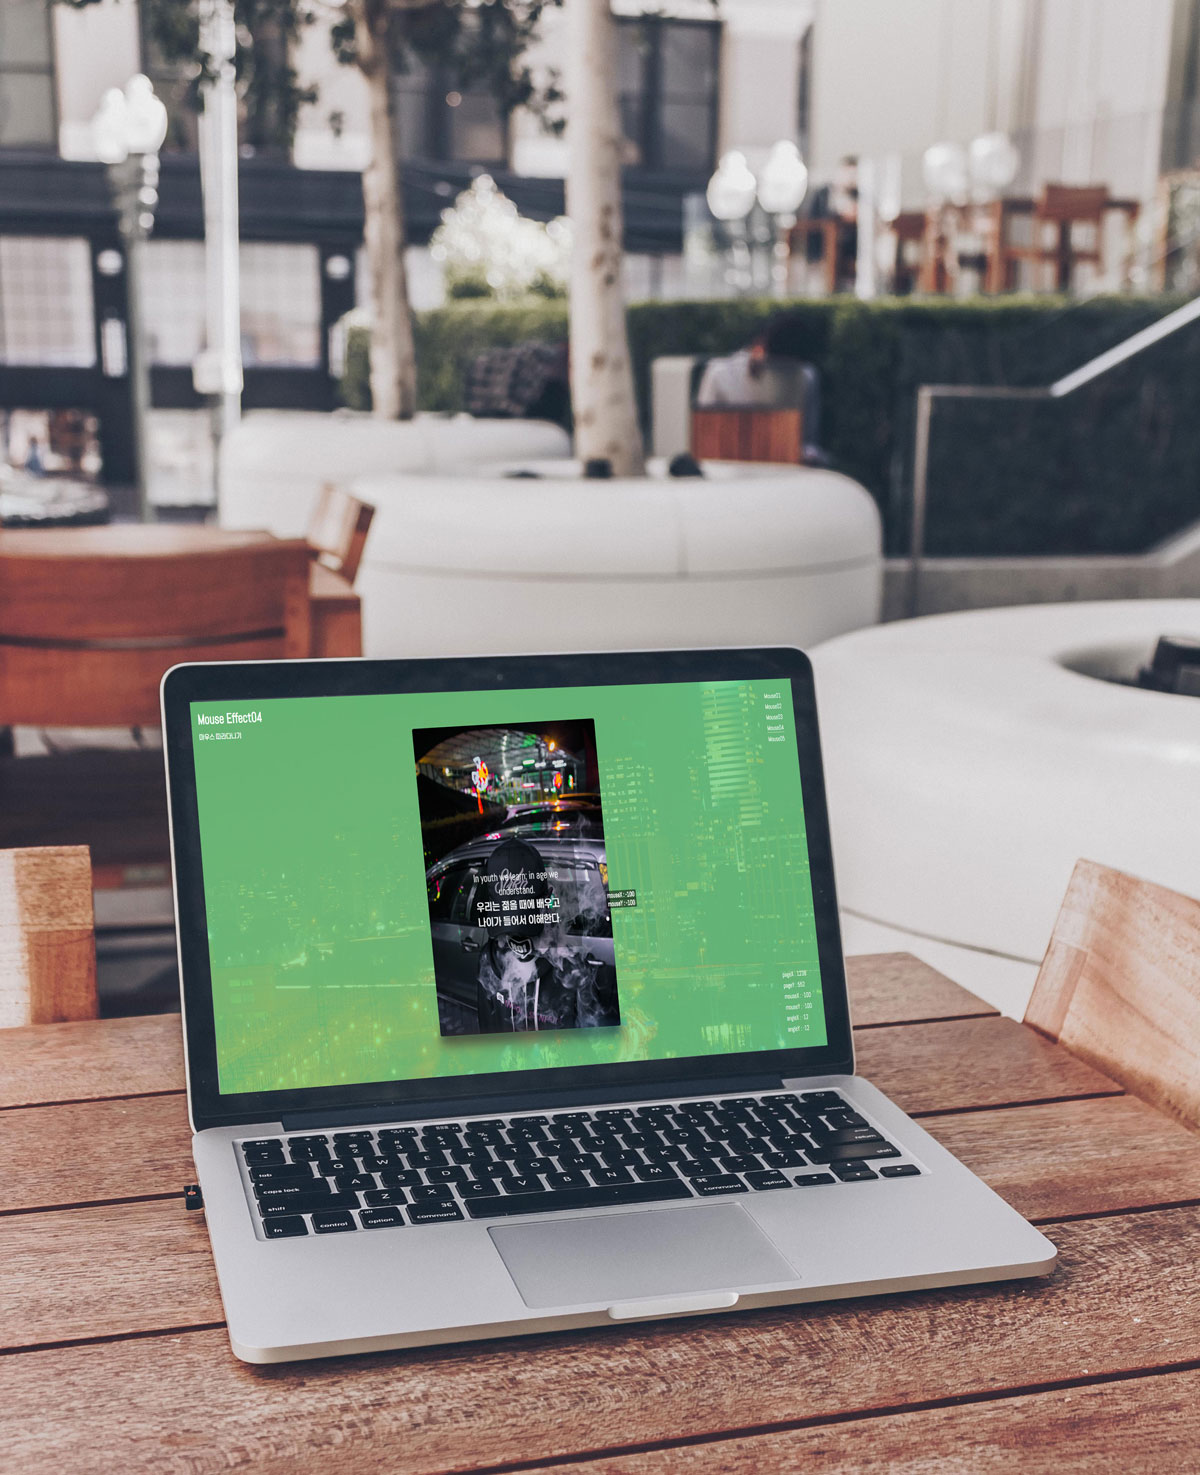 Mouse Effect04
마우스 따라다니기
Mouse01
Mouse02
Mouse03
Mouse04
Mouse05
In youth we learn; in age we
understand.
우리는 젊을 때에 배우고
나이가 들어서 이해한다.
mouseX : -100
mouseY : -100
pageX : 1238
pageY : 552
mouseX : -100
mouseY : -100
angleX : -12
angleY : -12
tab
Q W E R T Y U I O P
caps lock
A S D F G H J K L
return
shift
Z X C V B N M
shift
fn
control
option
command
command
option